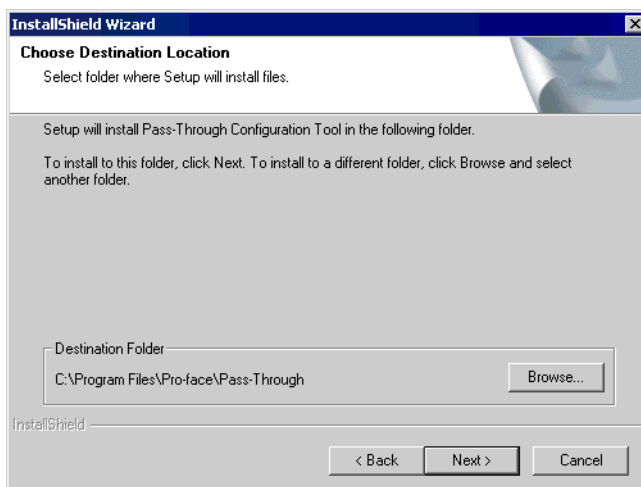 InstallShield Wizard
Choose Destination Location
Select folder where Setup will install files.
Setup will install Pass-Through Configuration Tool in the following folder.
To install to this folder, click Next. To install to a different folder, click Browse and select
another folder.
Destination Folder
C:\Program Files\Pro-face\Pass-Through
Browse...
InstallShield
< Back
Next >
Cancel